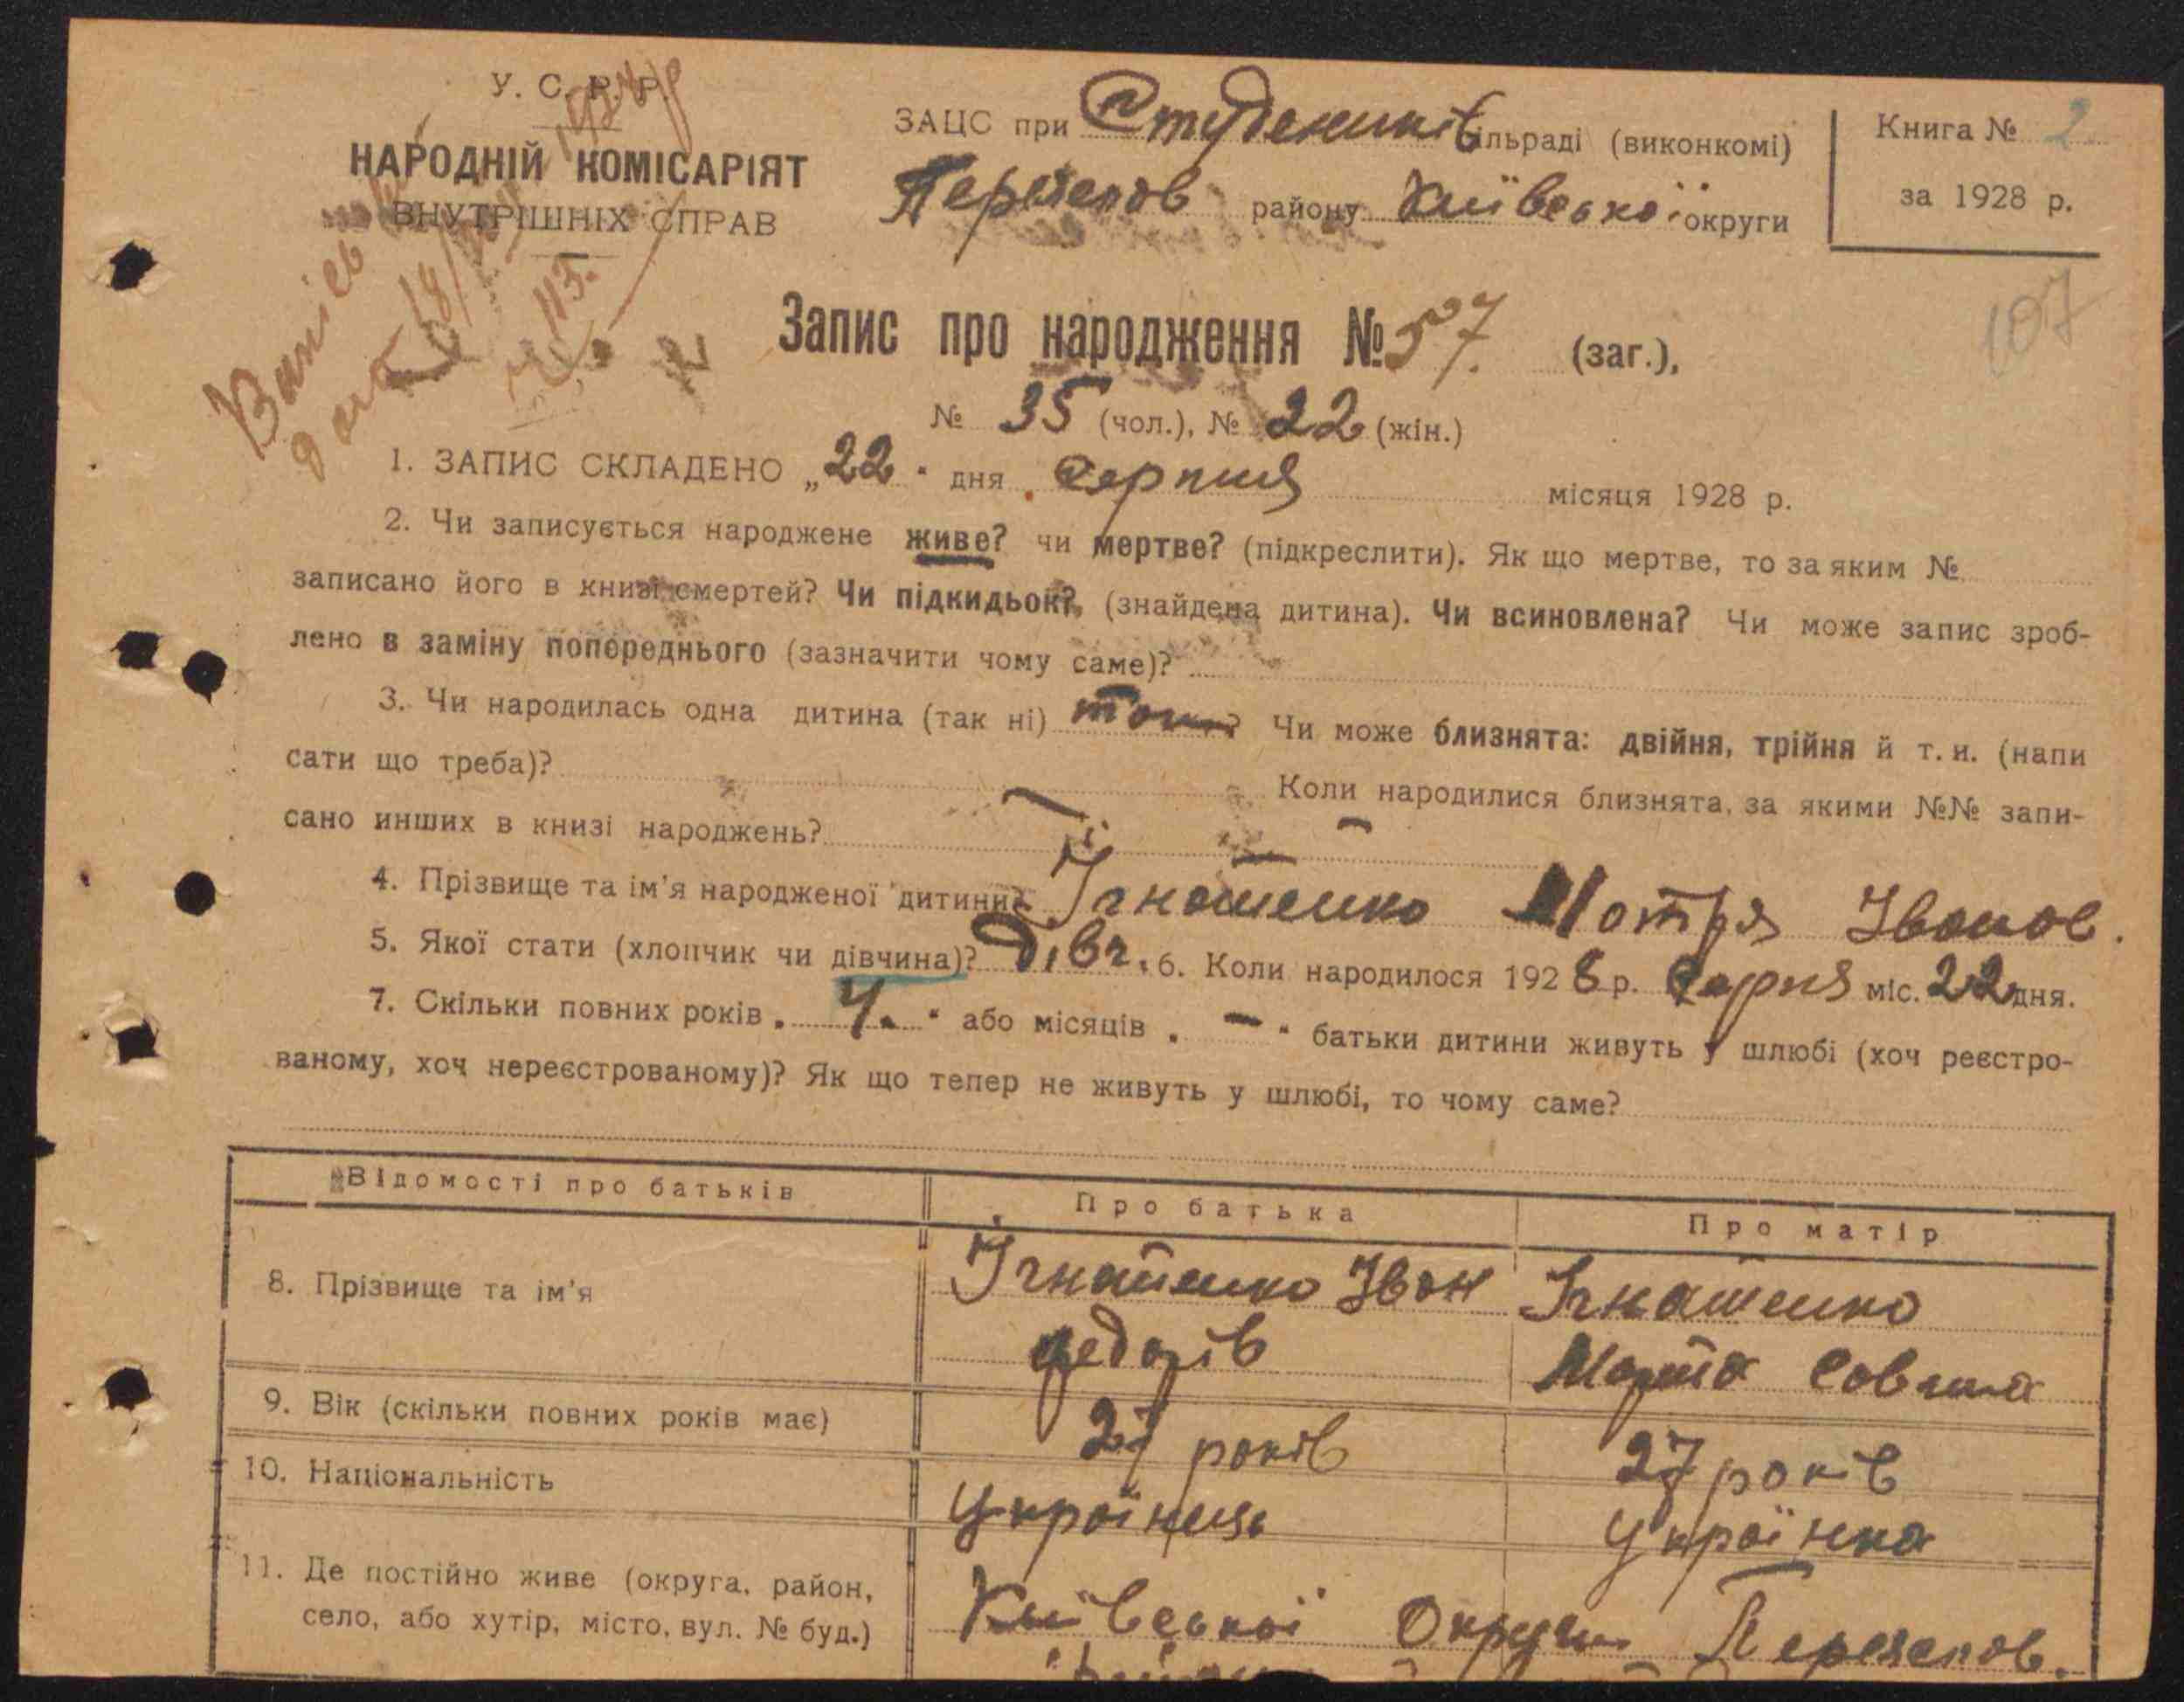 У. С. Р. Р.
НАРОДНІЙ КОМІСАРІЯТ
ВНУТРІШНІХ СПРАВ
ЗАЦС при Студениківсільраді (виконкомі)
району Київської округи
Книга № 2
за 1928 р.
107
Запис про народження № 57. (заг.),
№ 35 (чол.), № 22 (жін.)
1. ЗАПИС СКЛАДЕНО „22" дня Серпня місяця 1928 р.
2. Чи записується народжене живе? чи мертве? (підкреслити). Як що мертве, то за яким №
записано його в книзі смертей? Чи підкидьок? (знайдена дитина). Чи всиновлена? Чи може запис зроб-
лено в заміну попереднього (зазначити чому саме)?
3. Чи народилась одна дитина (так ні) так? Чи може близнята: двійня, трійня й т. и. (напи
сати що треба)? Коли народилися близнята, за якими №№ запи-
сано инших в книзі народжень?
4. Прізвище та ім'я народженої дитини? Ігнатенко Мотря Іванов.
5. Якої стати (хлопчик чи дівчина)? Дівч. 6. Коли народилося 1928 р. Серпня міс. 22 дня.
7. Скільки повних років „ 4. " або місяців „ — " батьки дитини живуть у шлюбі (хоч реєстро-
ваному, хоч нереєстрованому)? Як що тепер не живуть у шлюбі, то чому саме?
Відомості про батьків Про батька Про матір
8. Прізвище та ім'я Ігнатенко Іван Ігнатенко
Федорів Марта
9. Вік (скільки повних років має) 27 років 27 років
10. Національність Українець Українка
11. Де постійно живе (округа, район, Київської Округи
село, або хутір, місто, вул. № буд.)